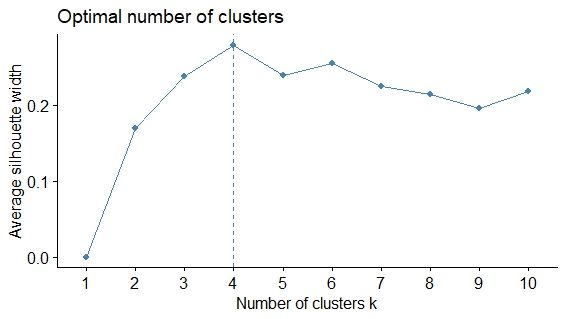 Optimal number of clusters
Average silhouette width
0.2
0.1
0.0
1 2 3 4 5 6 7 8 9 10
Number of clusters k